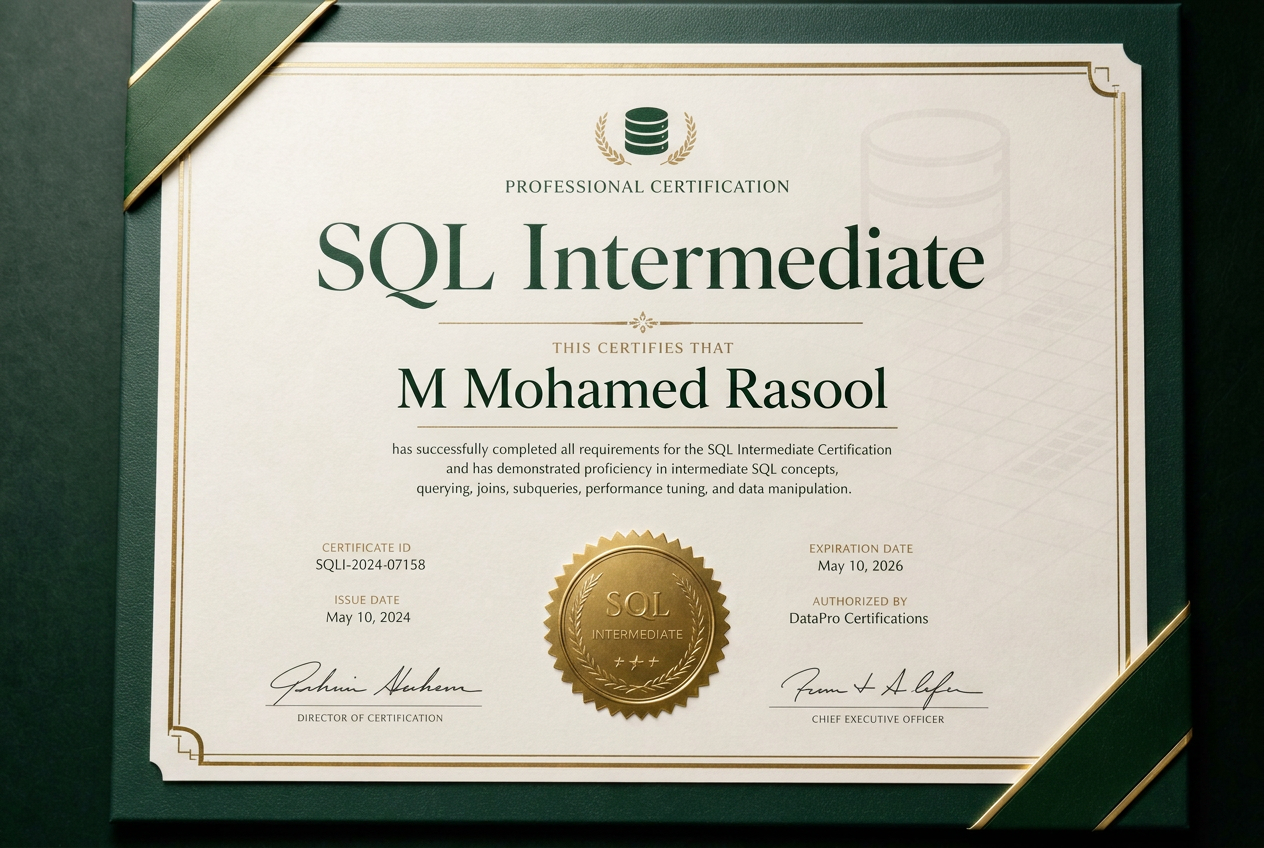 PROFESSIONAL CERTIFICATION
SQL Intermediate
THIS CERTIFIES THAT
M Mohamed Rasool
has successfully completed all requirements for the SQL Intermediate Certification
and has demonstrated proficiency in intermediate SQL concepts,
querying, joins, subqueries, performance tuning, and data manipulation.
CERTIFICATE ID
SQLI-2024-07158
ISSUE DATE
May 10, 2024
SQL
INTERMEDIATE
EXPIRATION DATE
May 10, 2026
AUTHORIZED BY
DataPro Certifications
DIRECTOR OF CERTIFICATION
CHIEF EXECUTIVE OFFICER